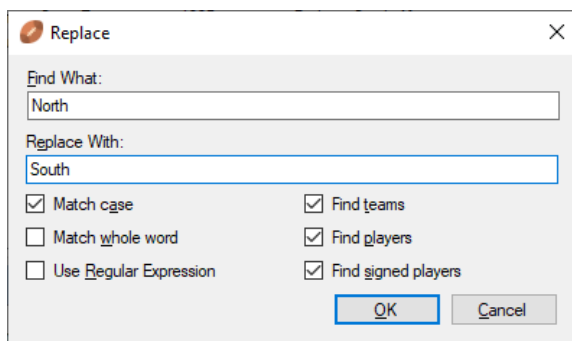 Replace
Find What:
North
Replace With:
South
Match case
Find teams
Match whole word
Find players
Use Regular Expression
Find signed players
OK
Cancel